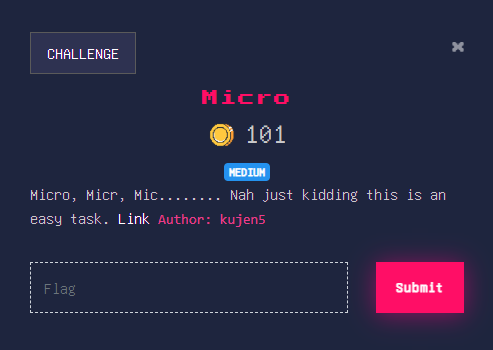 CHALLENGE
Micro
101
MEDIUM
Micro, Micr, Mic........ Nah just kidding this is an
easy task. Link Author: kujen5
Flag
Submit